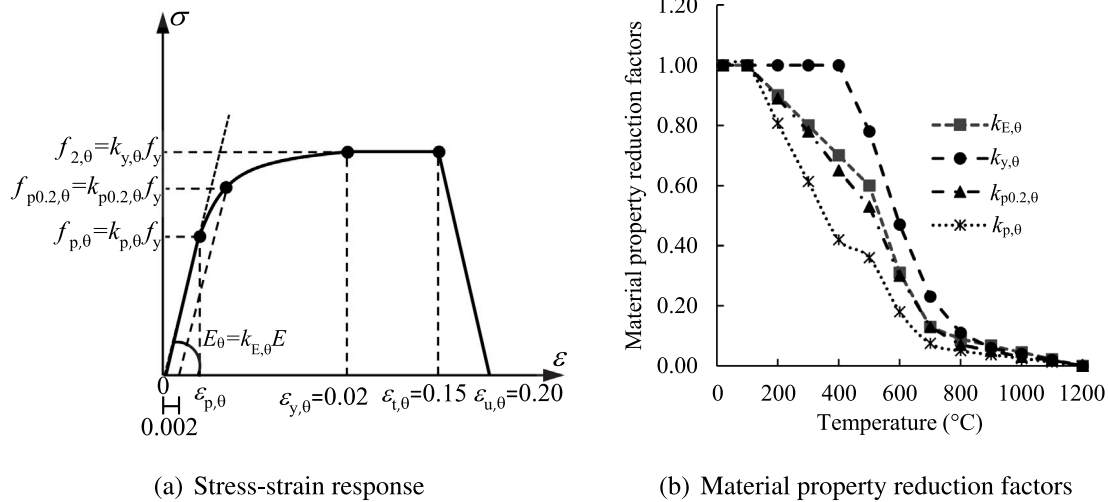 σ
f2,θ=ky,θfy
fp0.2,θ=kp0.2,θfy
fp,θ=kp,θfy
Eθ=kE,θE
ε
0
εp,θ
εy,θ=0.02
εt,θ=0.15
εu,θ=0.20
0.002
(a) Stress-strain response
Material property reduction factors
1.20
1.00
0.80
0.60
0.40
0.20
0.00
kE,θ
ky,θ
kp0.2,θ
kp,θ
0 200 400 600 800 1000 1200
Temperature (°C)
(b) Material property reduction factors